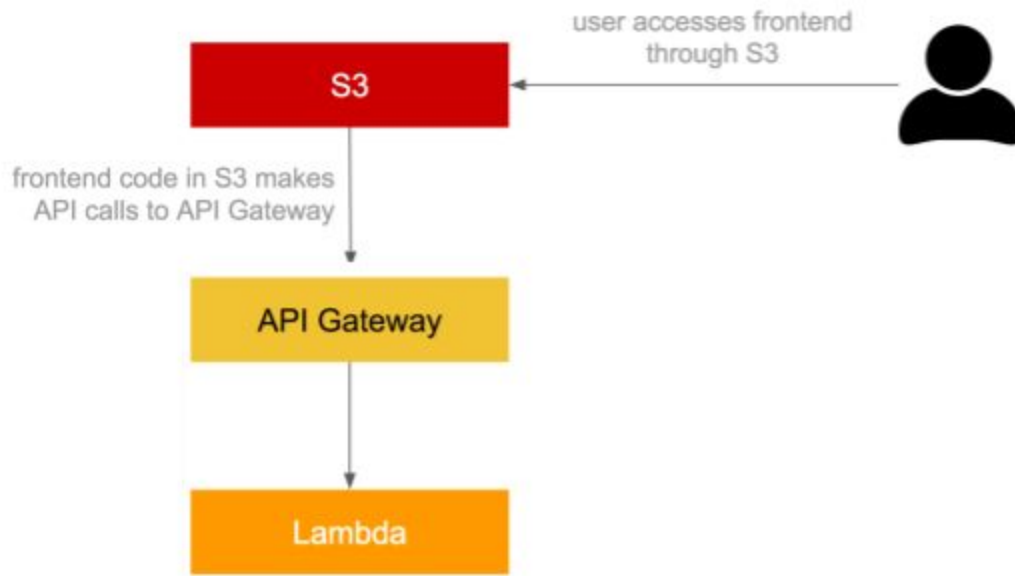 user accesses frontend
through S3
S3
frontend code in S3 makes
API calls to API Gateway
API Gateway
Lambda